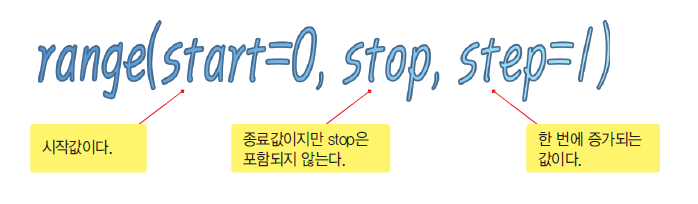 range(start=0, stop, step=1)
시작값이다.
종료값이지만 stop은
포함되지 않는다.
한 번에 증가되는
값이다.